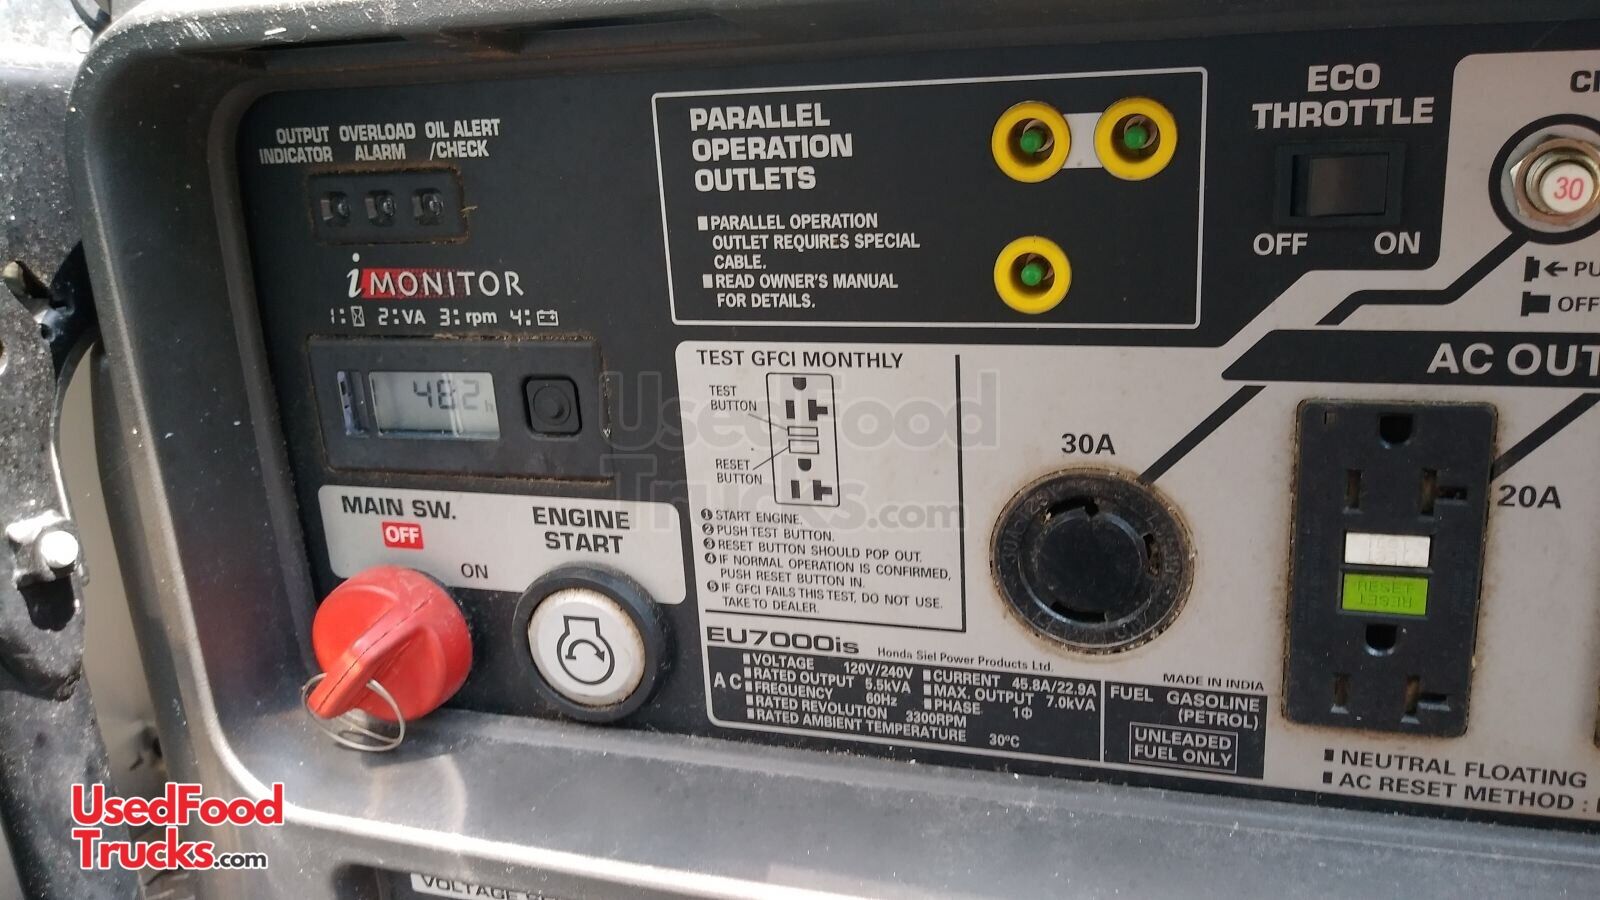 OUTPUT INDICATOR
OVERLOAD ALARM
OIL ALERT /CHECK
i MONITOR
1: 2:VA 3:rpm 4:
482 h
MAIN SW.
OFF
ON
ENGINE
START
PARALLEL
OPERATION
OUTLETS
PARALLEL OPERATION
OUTLET REQUIRES SPECIAL
CABLE.
READ OWNER'S MANUAL
FOR DETAILS.
ECO
THROTTLE
OFF ON
30
OFF
AC OUT
TEST GFCI MONTHLY
TEST
BUTTON
RESET
BUTTON
1 START ENGINE.
2 PUSH TEST BUTTON.
3 RESET BUTTON SHOULD POP OUT.
4 IF NORMAL OPERATION IS CONFIRMED,
PUSH RESET BUTTON IN.
5 IF GFCI FAILS THIS TEST, DO NOT USE.
TAKE TO DEALER.
30A
20A
RESET
EU7000is
Honda Siel Power Products Ltd.
MADE IN INDIA
AC
VOLTAGE 120V/240V
RATED OUTPUT 5.5kVA
FREQUENCY 60Hz
RATED REVOLUTION 3300RPM
RATED AMBIENT TEMPERATURE 30°C
CURRENT 45.8A/22.9A
MAX. OUTPUT 7.0kVA
PHASE 1Φ
FUEL GASOLINE
(PETROL)
UNLEADED
FUEL ONLY
NEUTRAL FLOATING
AC RESET METHOD :
UsedFood
Trucks.com
UsedFood
Trucks.com